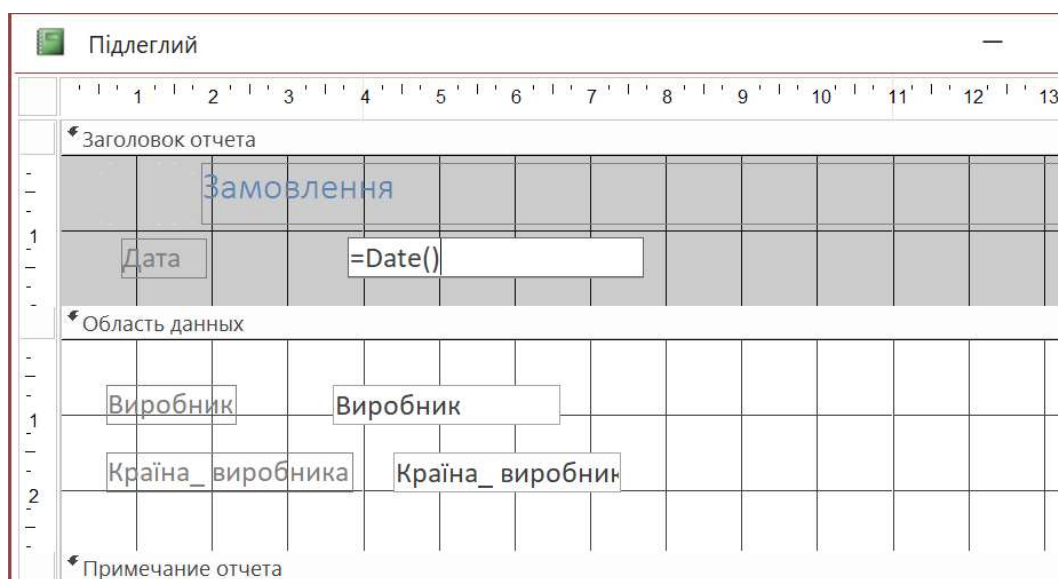 Підлеглий
1 2 3 4 5 6 7 8 9 10 11 12 13
Заголовок отчета
Замовлення
1
Дата =Date()
Область данных
Виробник Виробник
1
Країна_ виробника Країна_ виробник
2
Примечание отчета